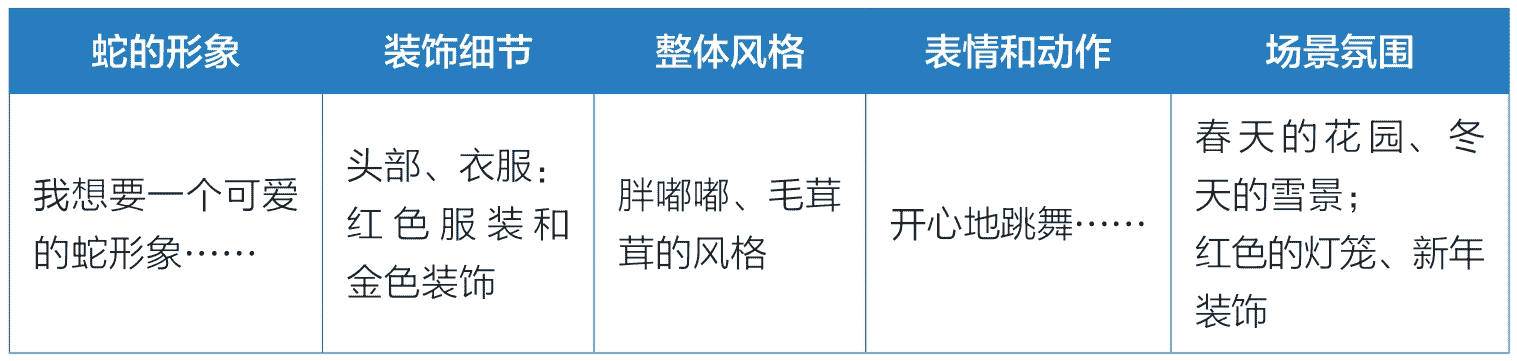 蛇的形象
装饰细节
整体风格
表情和动作
场景氛围
我想要一个可爱
的蛇形象……
头部、衣服：
红色服装和
金色装饰
胖嘟嘟、毛茸
茸的风格
开心地跳舞……
春天的花园、冬
天的雪景；
红色的灯笼、新年
装饰